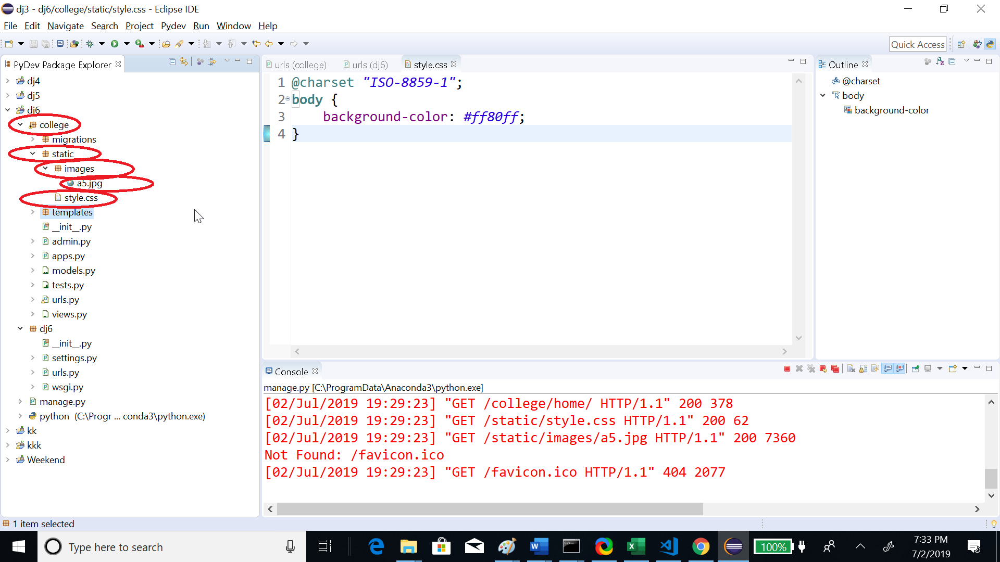 dj3 - dj6/college/static/style.css - Eclipse IDE
File Edit Navigate Search Project Pydev Run Window Help
Quick Access
PyDev Package Explorer
dj4
dj5
dj6
college
migrations
static
images
a5.jpg
style.css
templates
__init__.py
admin.py
apps.py
models.py
tests.py
urls.py
views.py
dj6
__init__.py
settings.py
urls.py
wsgi.py
manage.py
python (C:\Progr ... conda3\python.exe)
kk
kkk
Weekend
urls (college) urls (dj6) style.css
1 @charset "ISO-8859-1";
2 body {
3 background-color: #ff80ff;
4 }
Outline
@charset
body
background-color
Console
manage.py [C:\ProgramData\Anaconda3\python.exe]
[02/Jul/2019 19:29:23] "GET /college/home/ HTTP/1.1" 200 378
[02/Jul/2019 19:29:23] "GET /static/style.css HTTP/1.1" 200 62
[02/Jul/2019 19:29:23] "GET /static/images/a5.jpg HTTP/1.1" 200 7360
Not Found: /favicon.ico
[02/Jul/2019 19:29:23] "GET /favicon.ico HTTP/1.1" 404 2077
1 item selected
Type here to search
100%
7:33 PM
7/2/2019